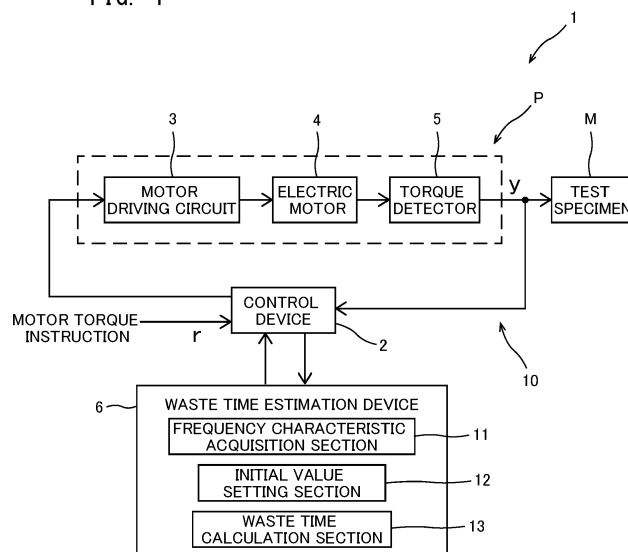 FIG. 1
1
P
3
4
5
M
MOTOR
DRIVING CIRCUIT
ELECTRIC
MOTOR
TORQUE
DETECTOR
y
TEST
SPECIMEN
CONTROL
DEVICE
MOTOR TORQUE
INSTRUCTION
r
2
10
6
WASTE TIME ESTIMATION DEVICE
FREQUENCY CHARACTERISTIC
ACQUISITION SECTION
11
INITIAL VALUE
SETTING SECTION
12
WASTE TIME
CALCULATION SECTION
13